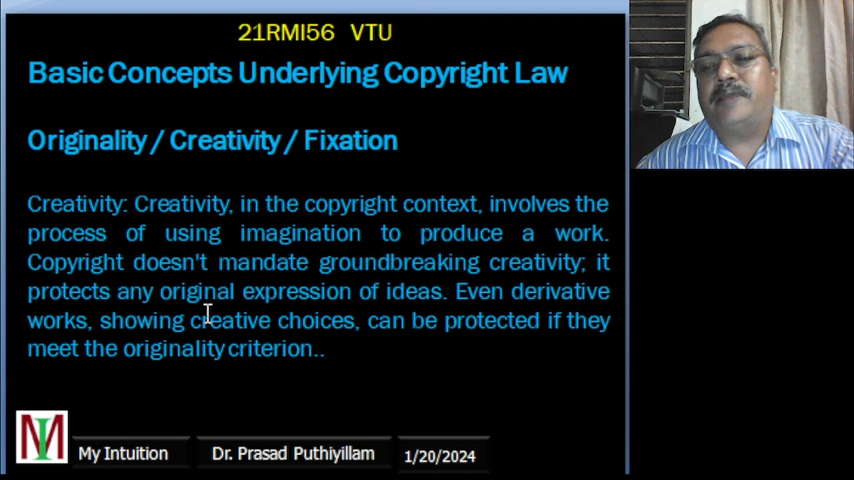 21RMI56 VTU
Basic Concepts Underlying Copyright Law
Originality / Creativity / Fixation
Creativity: Creativity, in the copyright context, involves the
process of using imagination to produce a work.
Copyright doesn't mandate groundbreaking creativity; it
protects any original expression of ideas. Even derivative
works, showing creative choices, can be protected if they
meet the originality criterion..
MI
My Intuition
Dr. Prasad Puthiyillam
1/20/2024